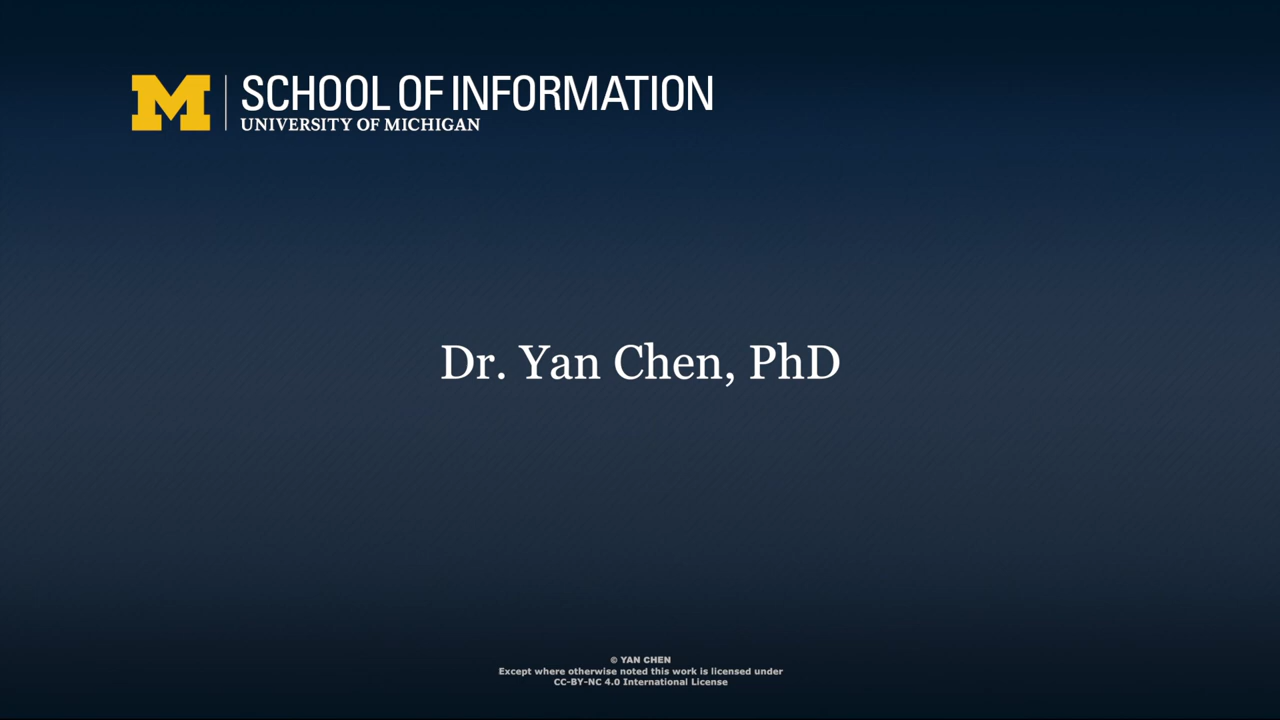 M SCHOOL OF INFORMATION
UNIVERSITY OF MICHIGAN
Dr. Yan Chen, PhD
© YAN CHEN
Except where otherwise noted this work is licensed under
CC-BY-NC 4.0 International License